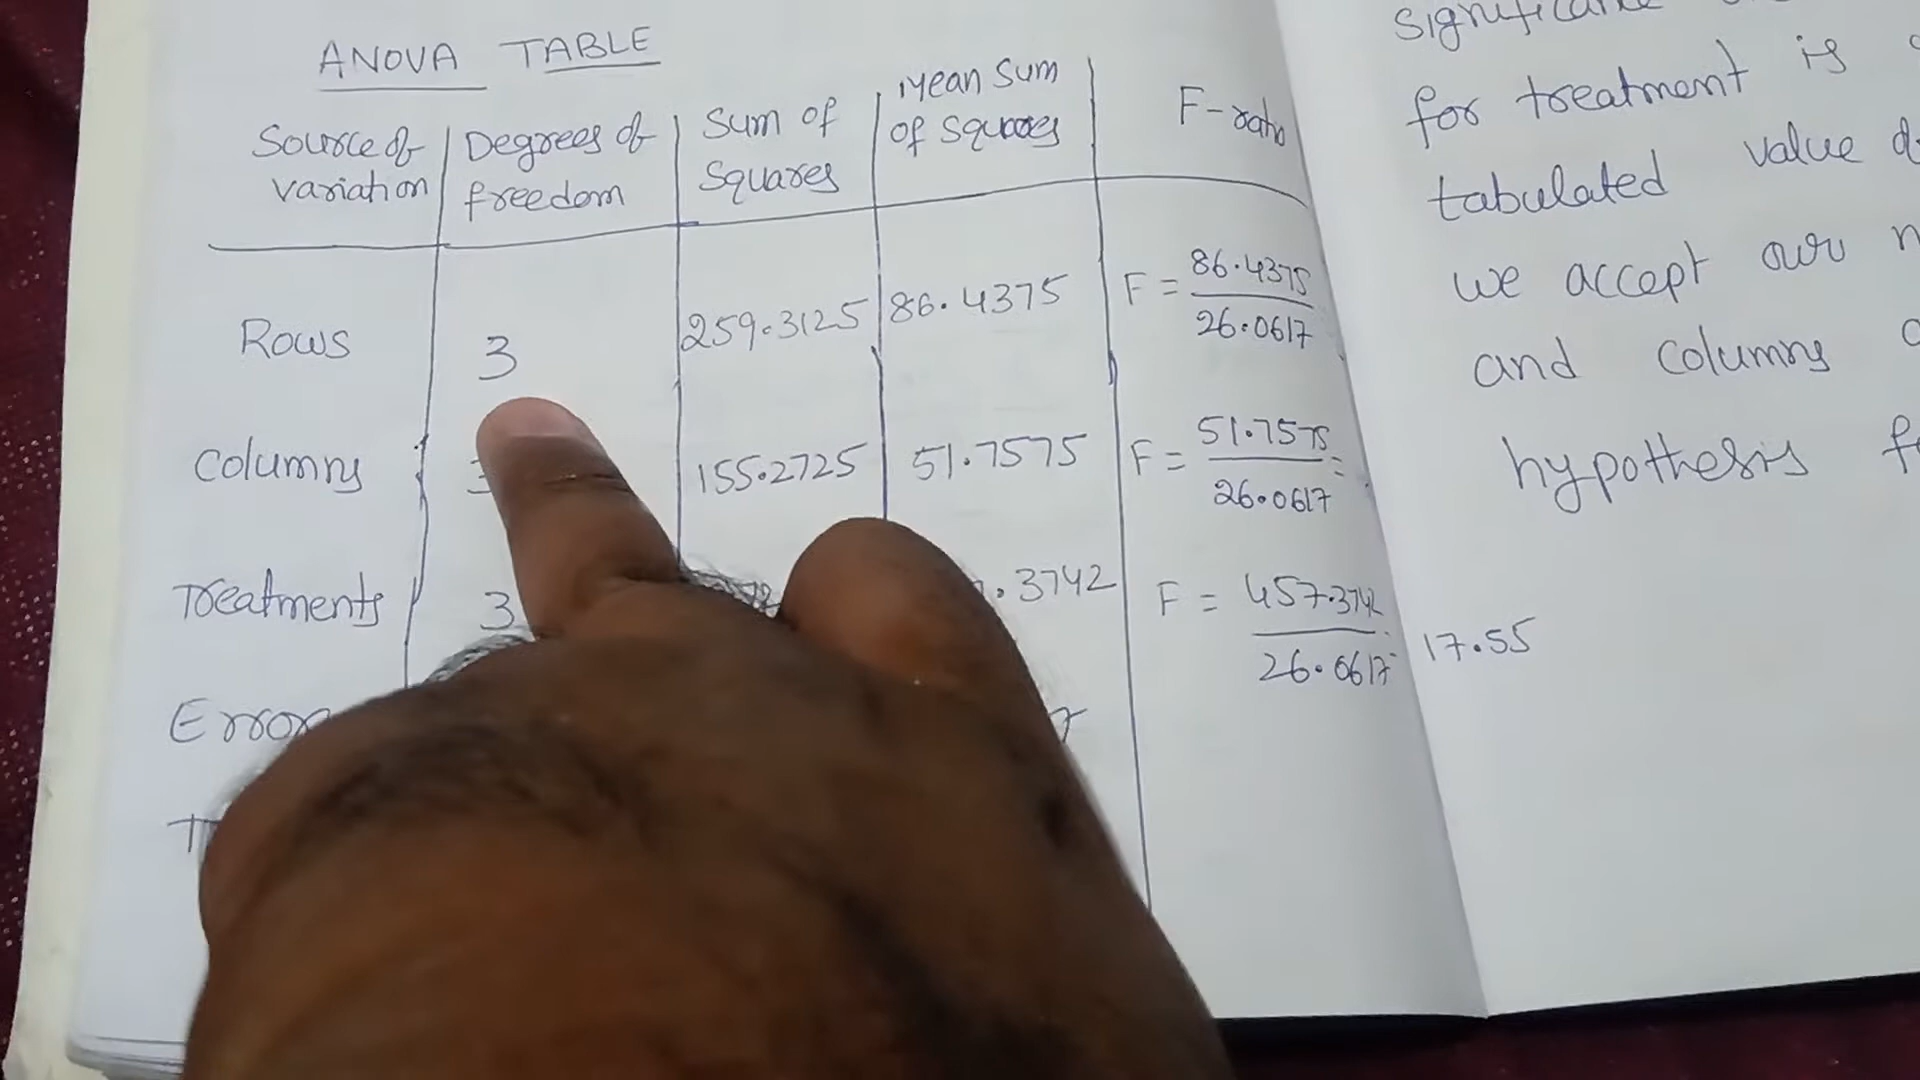 ANOVA TABLE
Source of variation
Degrees of freedom
Sum of Squares
Mean Sum of Squares
F-ratio
Rows 3 259.3125 86.4375 F = 86.4375 / 26.0617
Columns 155.2725 51.7575 F = 51.7575 / 26.0617 =
Treatments 3 .3742 F = 457.3742 / 26.0617 17.55
Error
for treatment is
tabulated value
we accept our
and columns
hypothesis